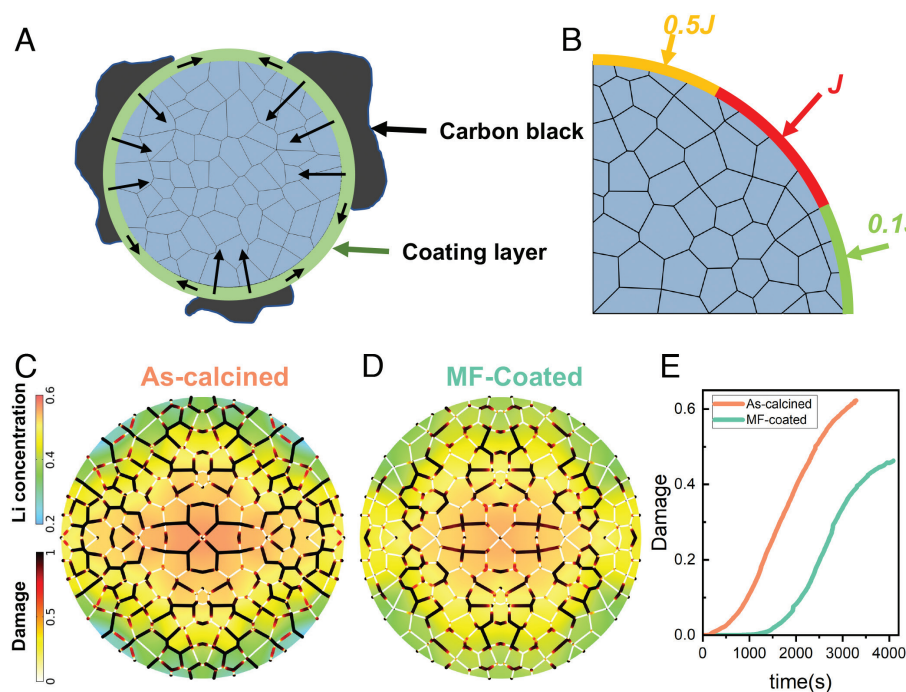 A
Carbon black
Coating layer
B
0.5J
J
C
As-calcined
D
MF-Coated
E
Li concentration
0.6
0.4
0.2
Damage
1
0.5
0
As-calcined
MF-coated
Damage
0.6
0.4
0.2
0.0
0
1000
2000
3000
4000
time(s)